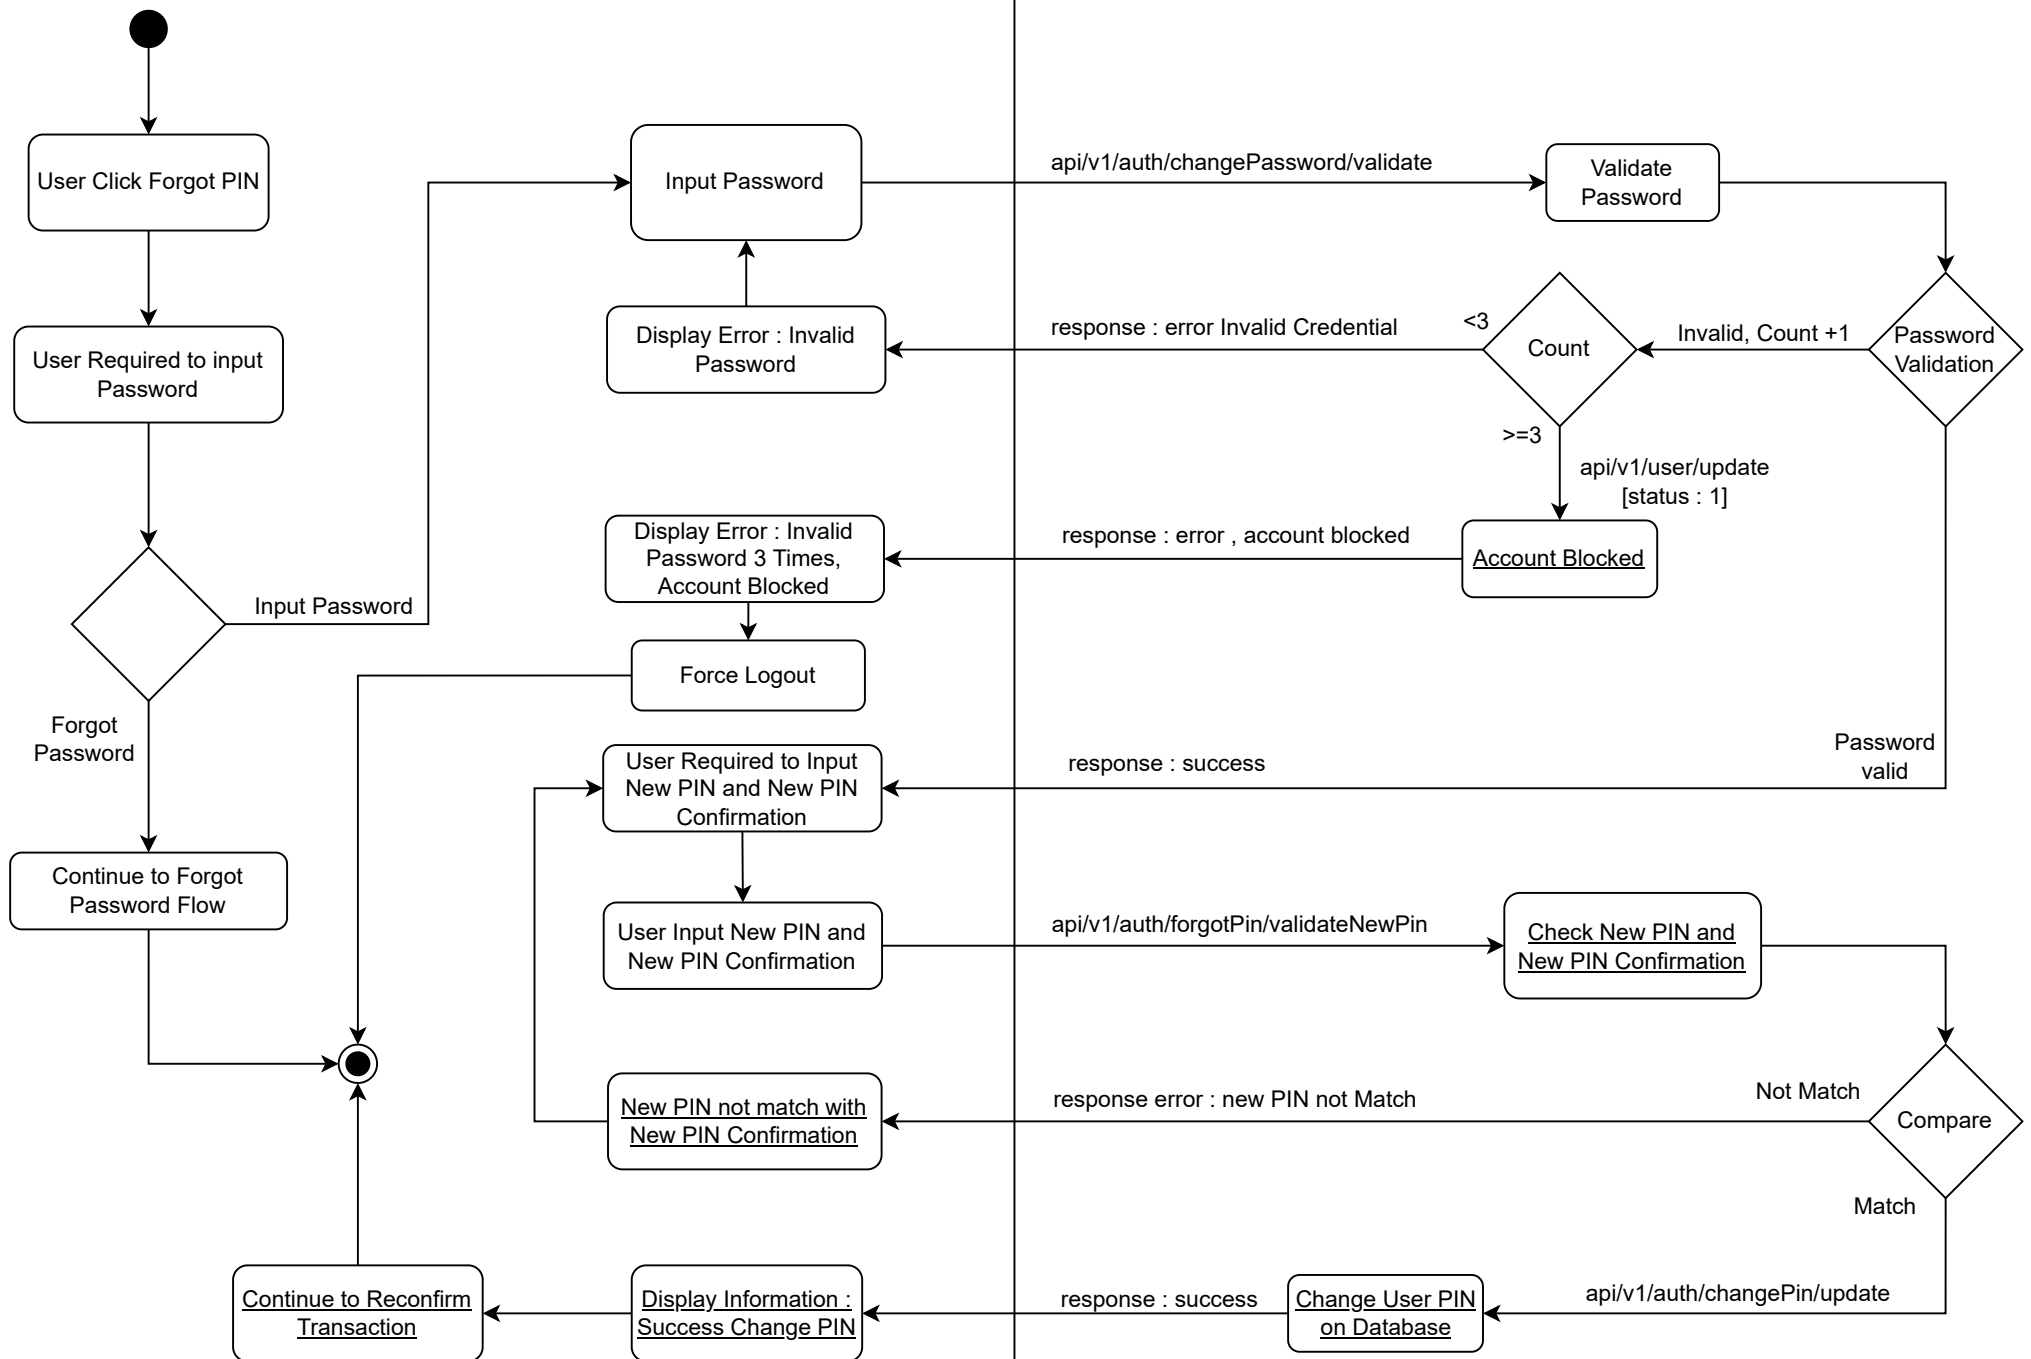 User Click Forgot PIN
User Required to input
Password
Input Password
Forgot
Password
Continue to Forgot
Password Flow
Input Password
api/v1/auth/changePassword/validate
Validate
Password
Display Error : Invalid
Password
response : error Invalid Credential
<3
Count
Invalid, Count +1
Password
Validation
>=3
api/v1/user/update
[status : 1]
Display Error : Invalid
Password 3 Times,
Account Blocked
response : error , account blocked
Account Blocked
Force Logout
User Required to Input
New PIN and New PIN
Confirmation
response : success
Password
valid
User Input New PIN and
New PIN Confirmation
api/v1/auth/forgotPin/validateNewPin
Check New PIN and
New PIN Confirmation
New PIN not match with
New PIN Confirmation
response error : new PIN not Match
Not Match
Compare
Match
Continue to Reconfirm
Transaction
Display Information :
Success Change PIN
response : success
Change User PIN
on Database
api/v1/auth/changePin/update